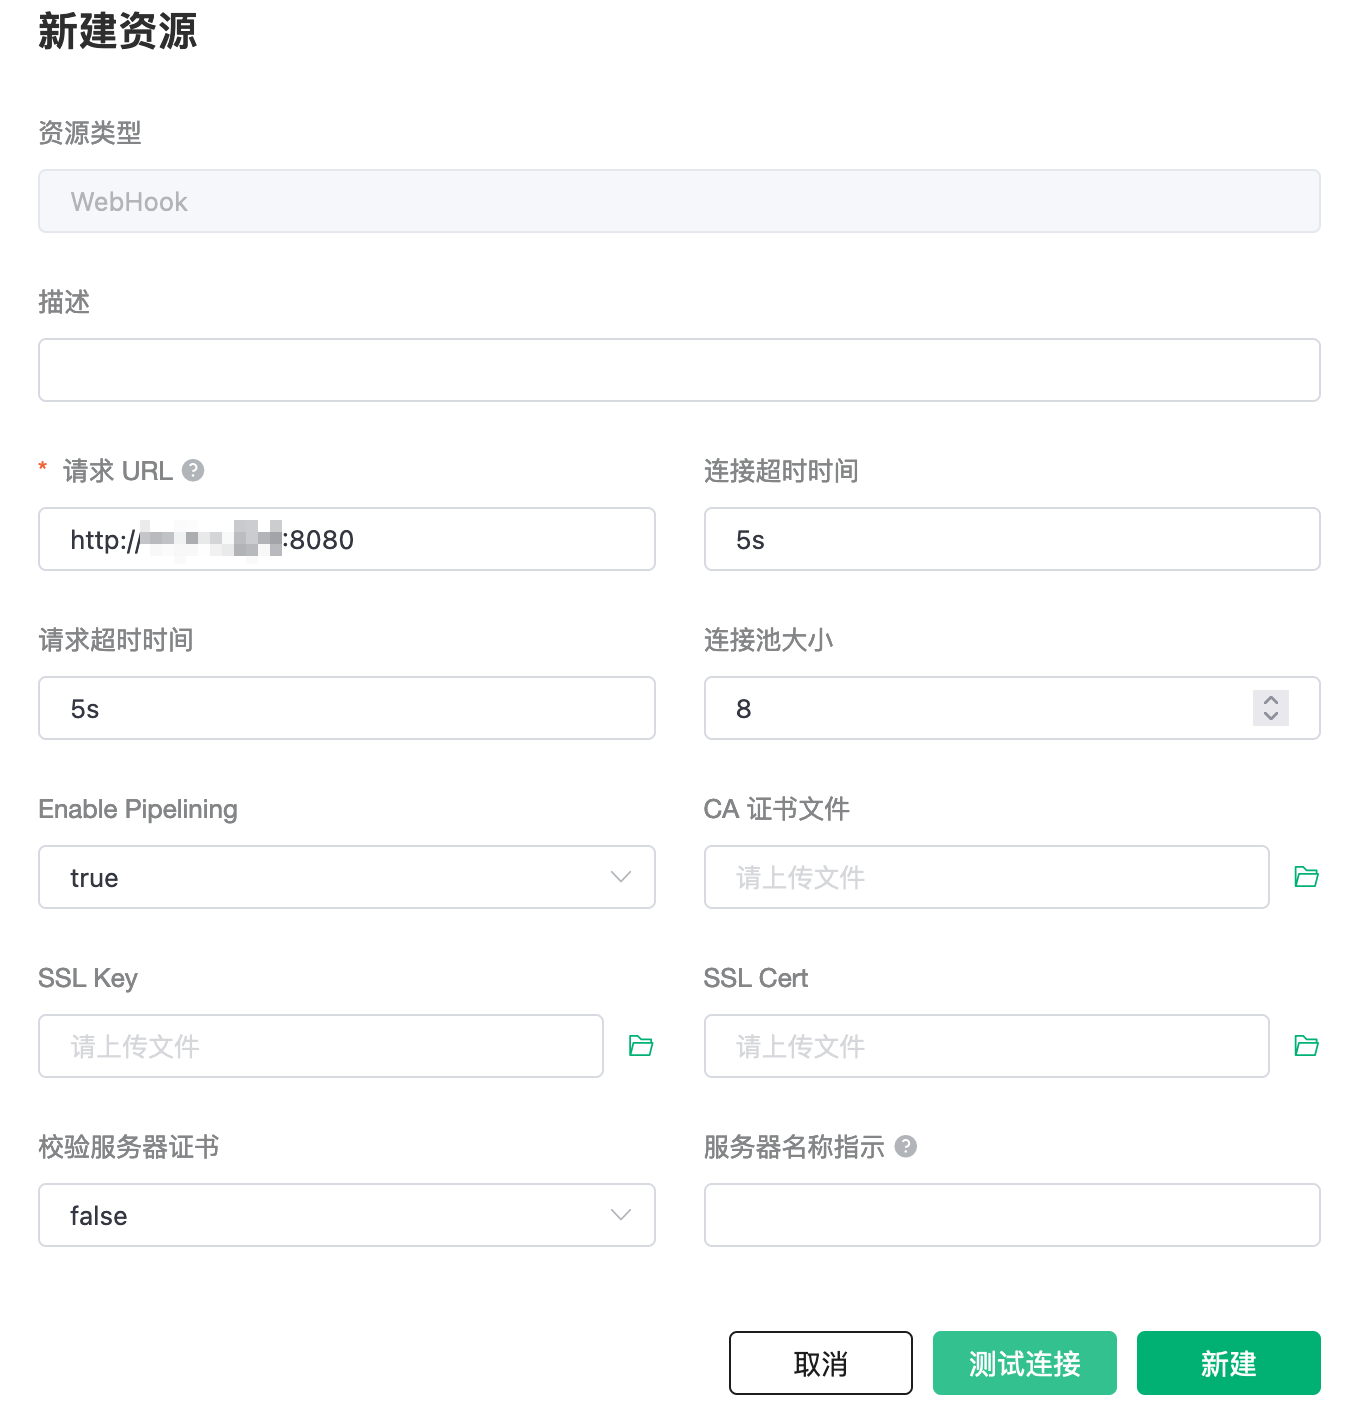 新建资源
资源类型
WebHook
描述
* 请求 URL
连接超时时间
http://
:8080
5s
请求超时时间
连接池大小
5s
8
Enable Pipelining
CA 证书文件
true
请上传文件
SSL Key
SSL Cert
请上传文件
请上传文件
校验服务器证书
服务器名称指示
false
取消
测试连接
新建